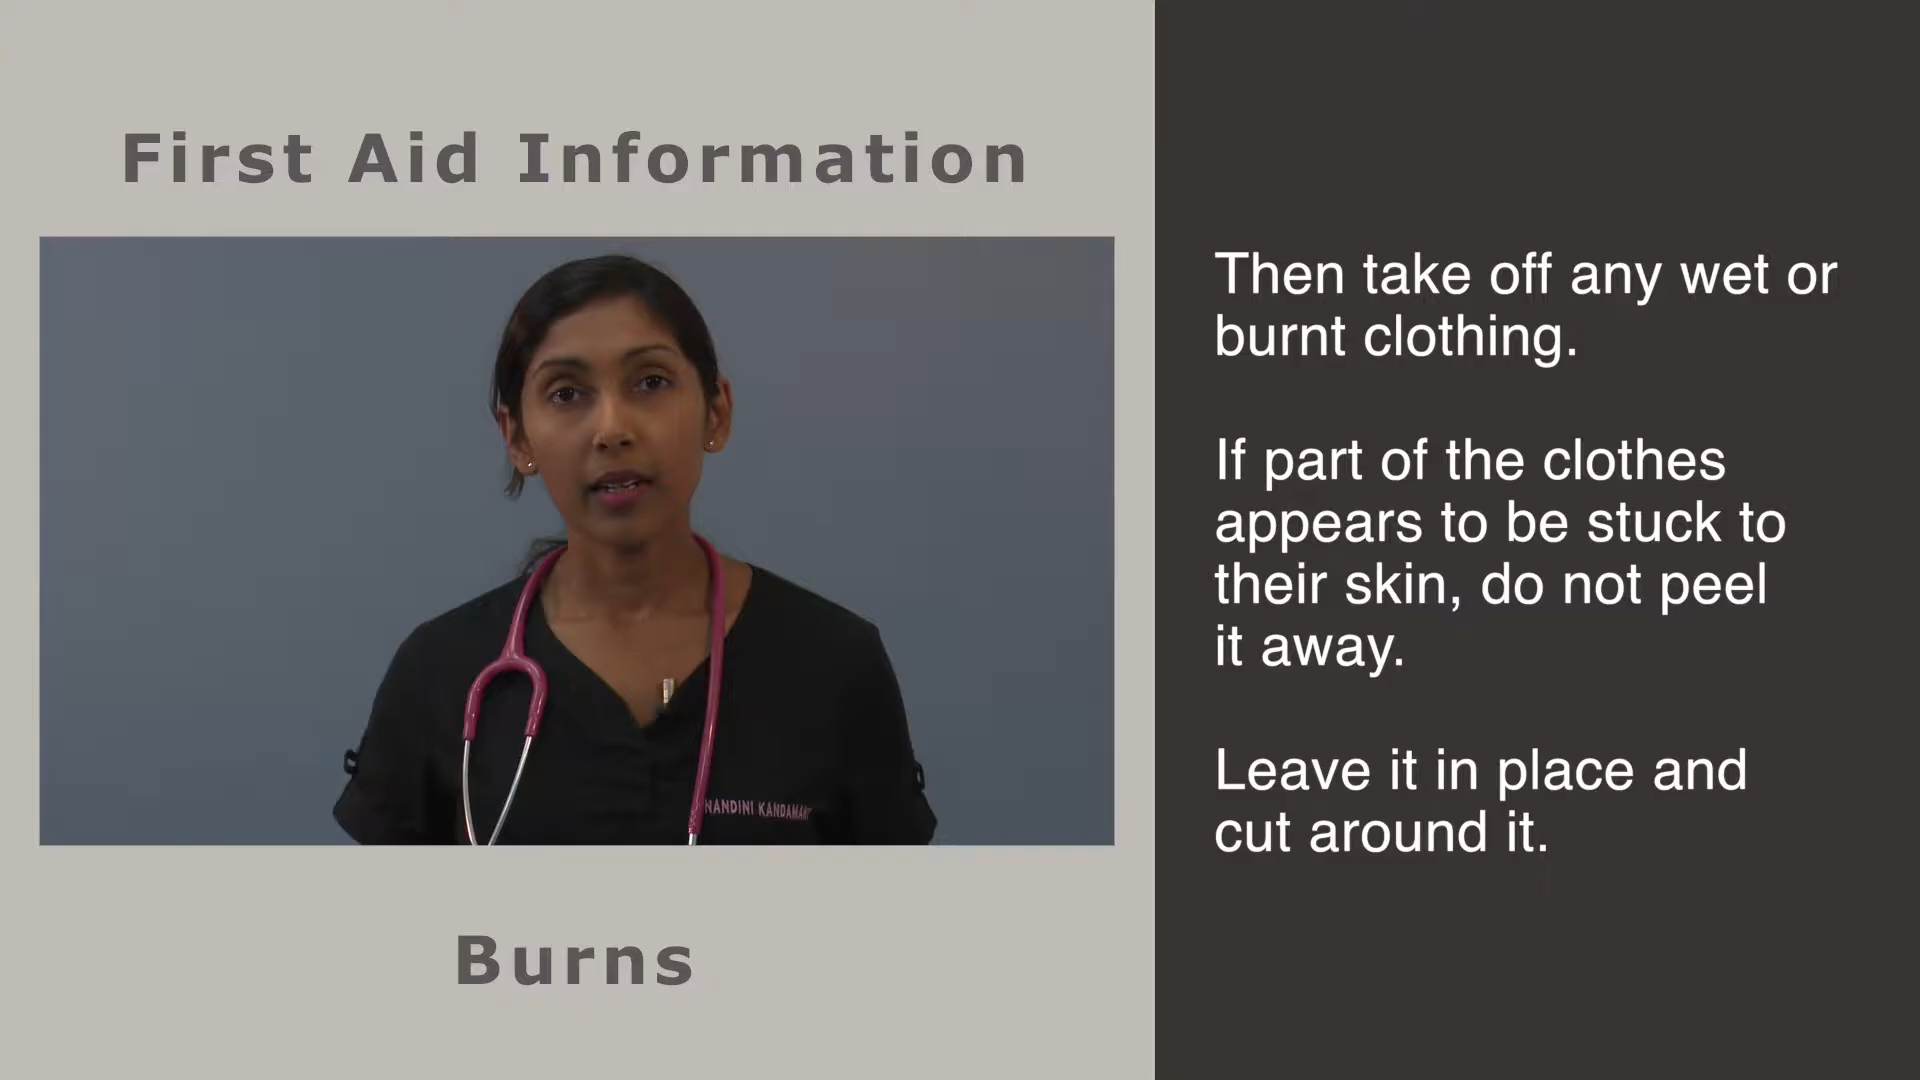 First Aid Information
Then take off any wet or
burnt clothing.
If part of the clothes
appears to be stuck to
their skin, do not peel
it away.
Leave it in place and
cut around it.
NANDINI
Burns